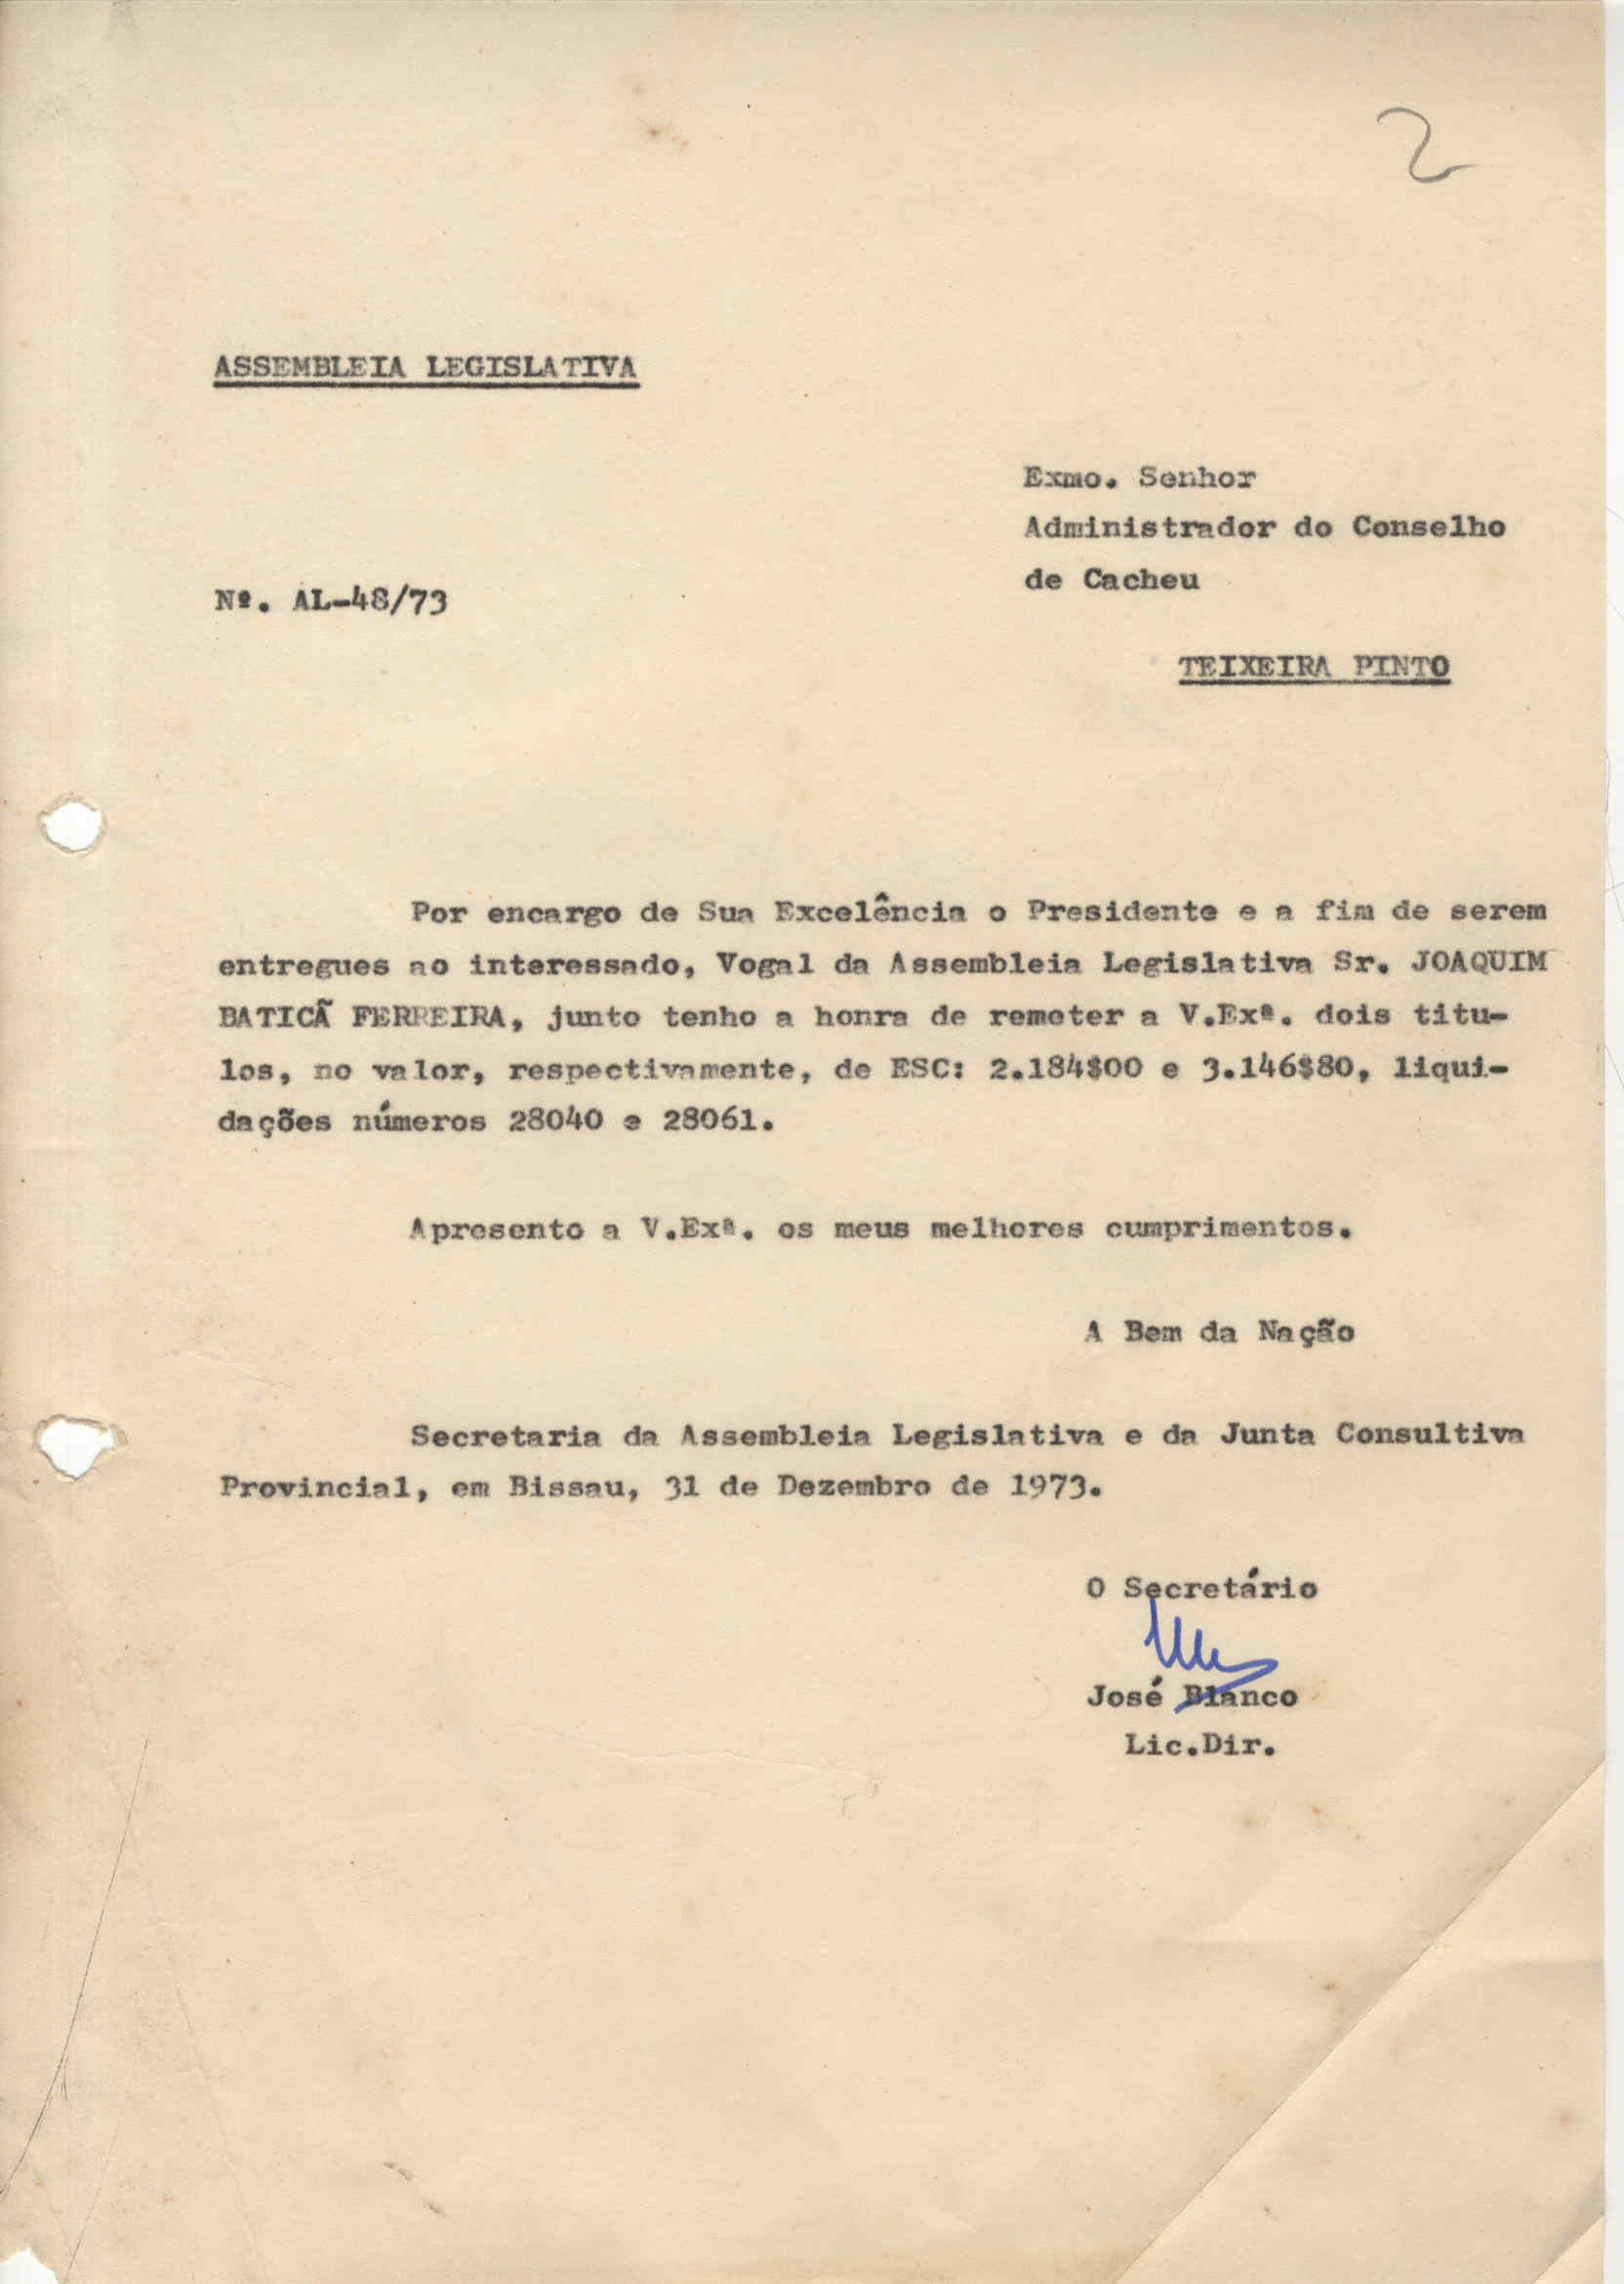 2
ASSEMBLEIA LEGISLATIVA
Exmo. Senhor
Administrador do Conselho
de Cacheu
Nº. AL-48/73
TEIXEIRA PINTO
Por encargo de Sua Excelência o Presidente e a fim de serem
entregues ao interessado, Vogal da Assembleia Legislativa Sr. JOAQUIM
BATICÃ FERREIRA, junto tenho a honra de remeter a V.Exª. dois titu-
los, no valor, respectivamente, de ESC: 2.184$00 e 3.146$80, liqui-
dações números 28040 e 28061.
Apresento a V.Exª. os meus melhores cumprimentos.
A Bem da Nação
Secretaria da Assembleia Legislativa e da Junta Consultiva
Provincial, em Bissau, 31 de Dezembro de 1973.
O Secretário
José Blanco
Lic.Dir.